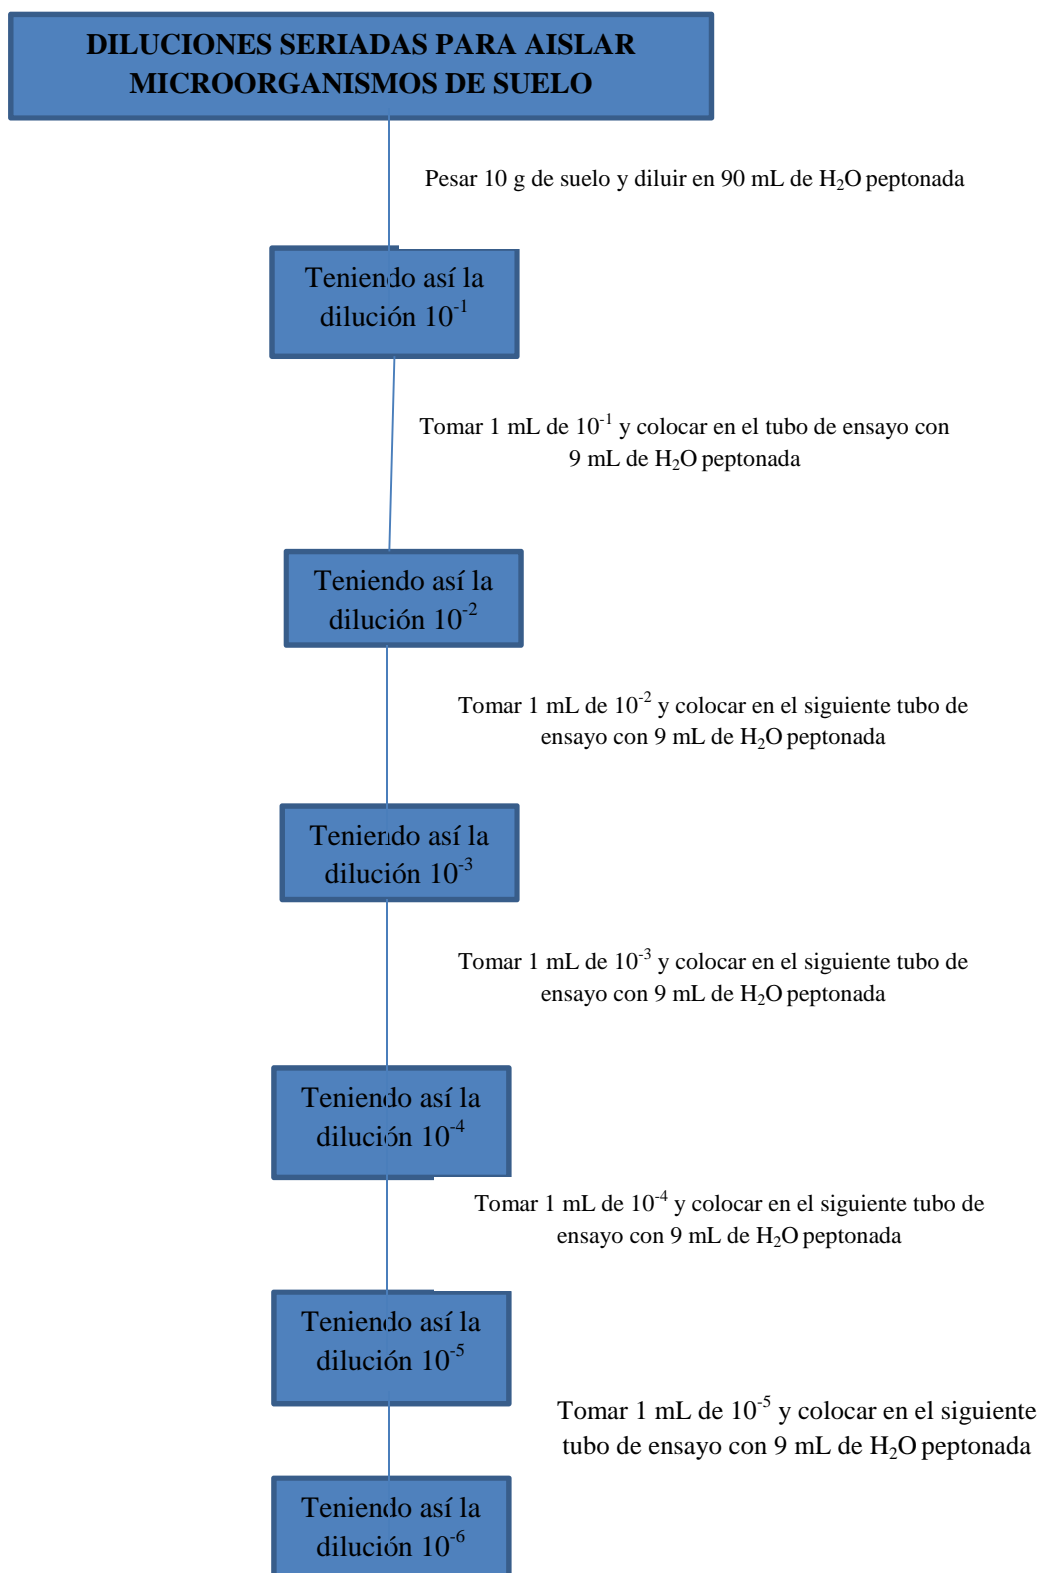 DILUCIONES SERIADAS PARA AISLAR
MICROORGANISMOS DE SUELO
Pesar 10 g de suelo y diluir en 90 mL de H₂O peptonada
Teniendo así la
dilución 10⁻¹
Tomar 1 mL de 10⁻¹ y colocar en el tubo de ensayo con
9 mL de H₂O peptonada
Teniendo así la
dilución 10⁻²
Tomar 1 mL de 10⁻² y colocar en el siguiente tubo de
ensayo con 9 mL de H₂O peptonada
Teniendo así la
dilución 10⁻³
Tomar 1 mL de 10⁻³ y colocar en el siguiente tubo de
ensayo con 9 mL de H₂O peptonada
Teniendo así la
dilución 10⁻⁴
Tomar 1 mL de 10⁻⁴ y colocar en el siguiente tubo de
ensayo con 9 mL de H₂O peptonada
Teniendo así la
dilución 10⁻⁵
Tomar 1 mL de 10⁻⁵ y colocar en el siguiente
tubo de ensayo con 9 mL de H₂O peptonada
Teniendo así la
dilución 10⁻⁶